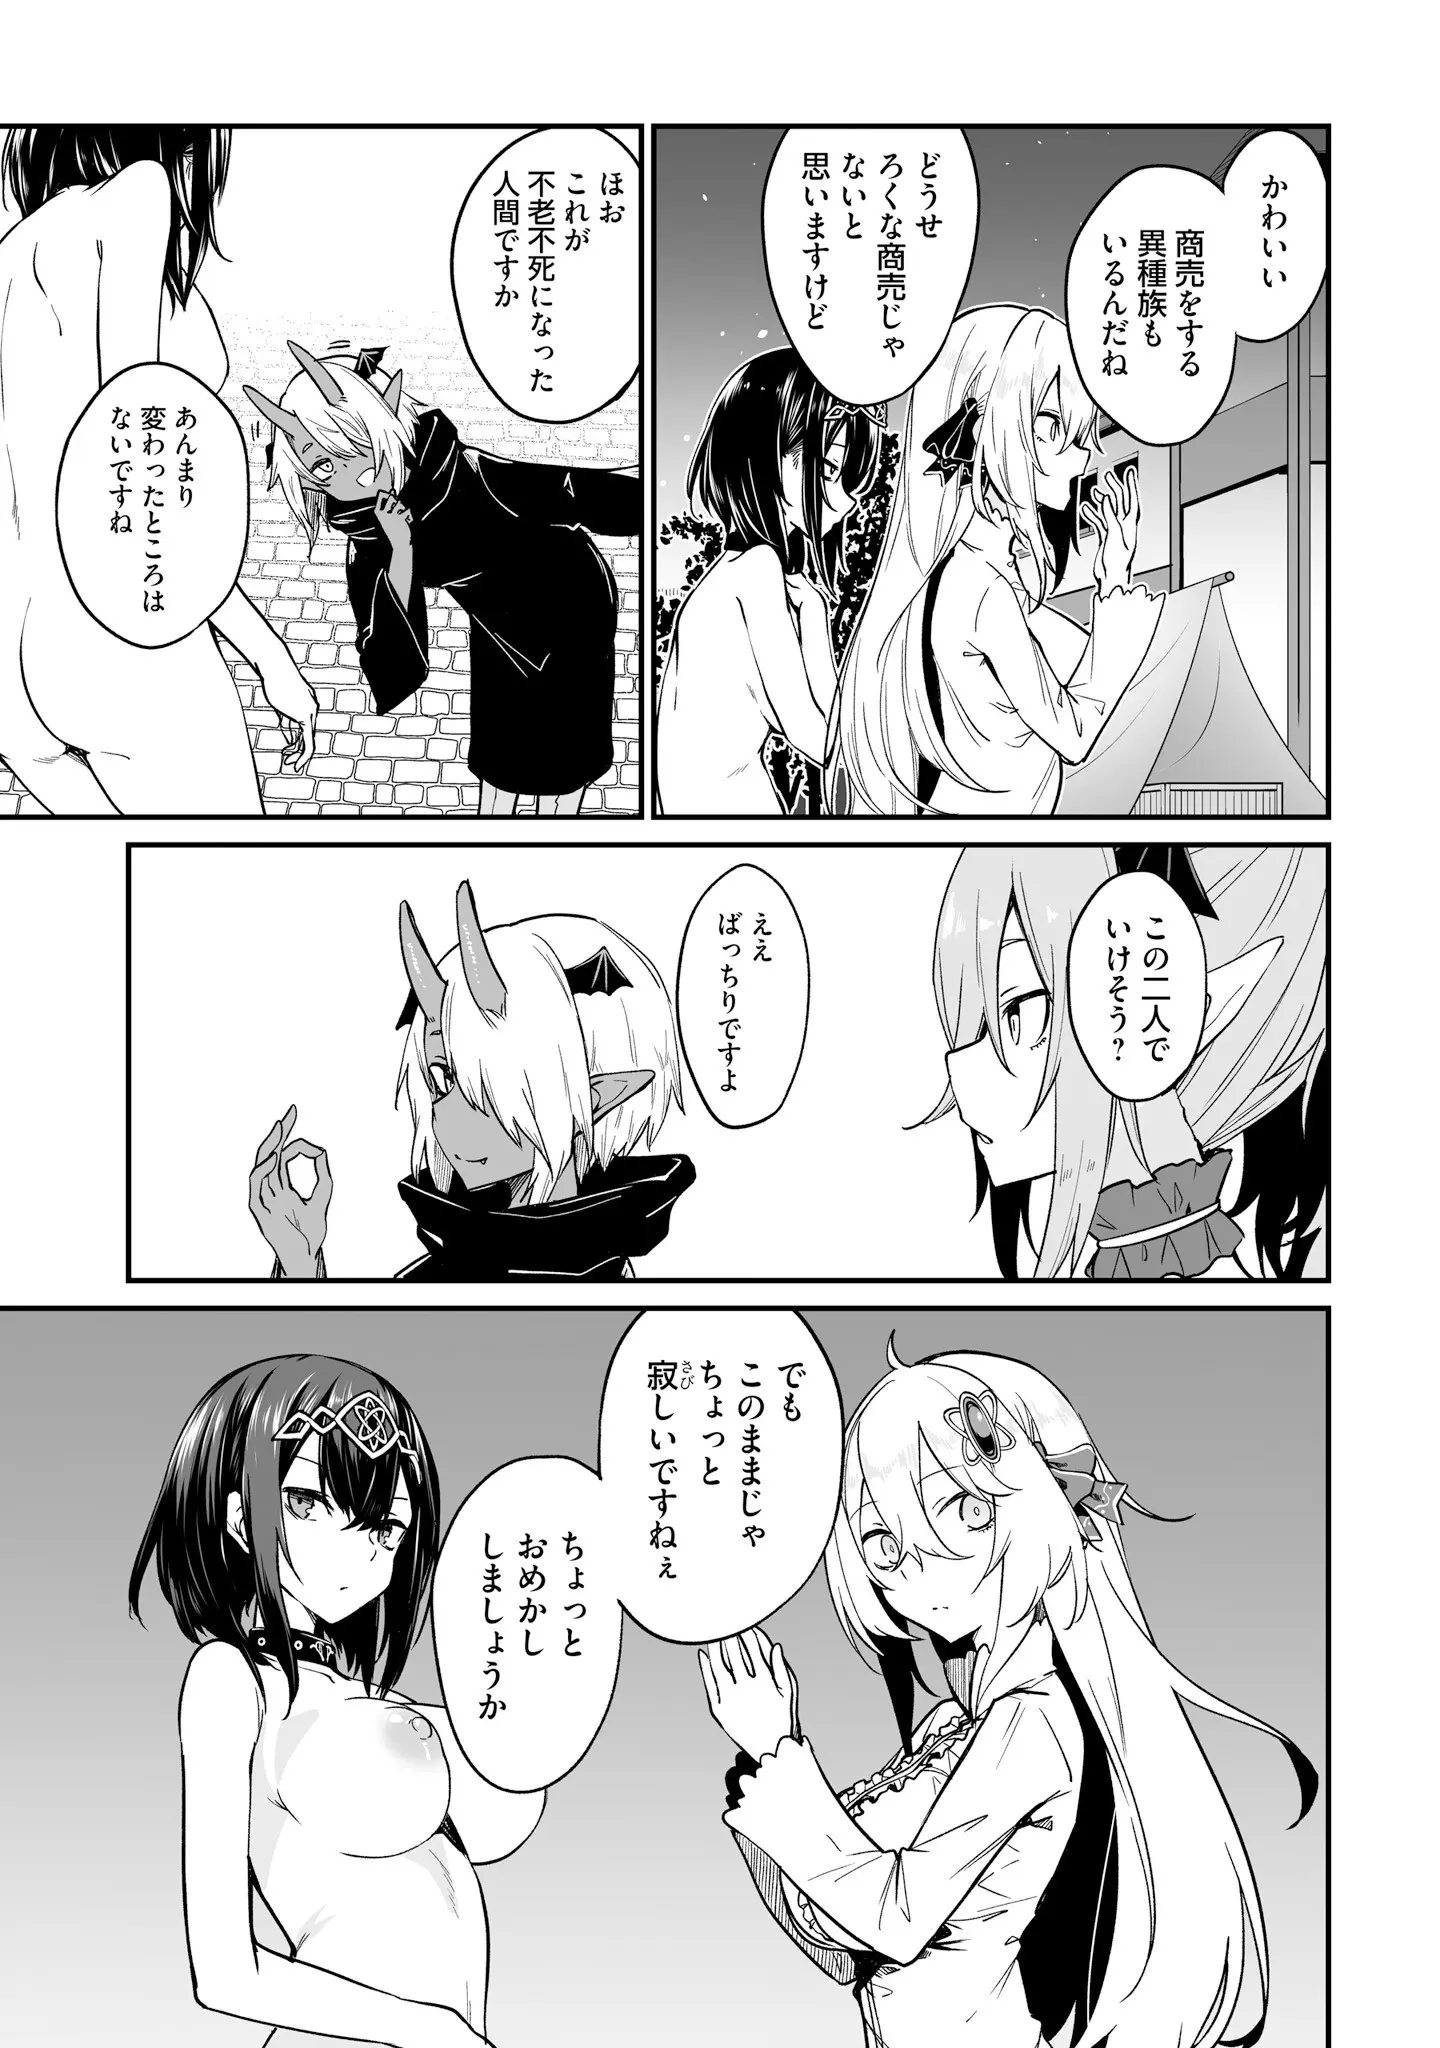 かわいい
商売をする
異種族も
いるんだね
どうせ
ろくな商売じゃ
ないと
思いますけど
ほお
これが
不老不死になった
人間ですか
あんまり
変わったところは
ないですね
この二人で
いけそう?
ええ
ばっちりですよ
でも
このままじゃ
ちょっと
寂しいですねぇ
さび
ちょっと
おめかし
しましょうか